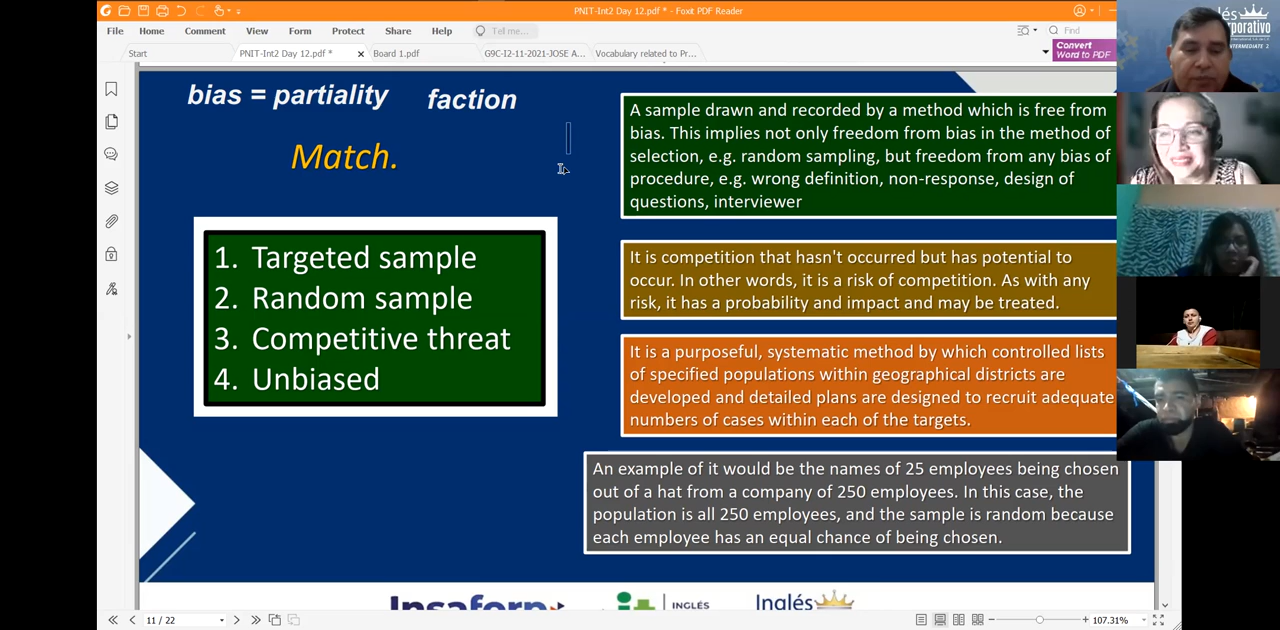 PNIT-Int2 Day 12.pdf * - Foxit PDF Reader
File Home Comment View Form Protect Share Help Tell me... Find
Start PNIT-Int2 Day 12.pdf * Board 1.pdf G9C-I2-11-2021-JOSE A... Vocabulary related to Pr...
Convert
Word to PDF
bias = partiality faction
Match.
1. Targeted sample
2. Random sample
3. Competitive threat
4. Unbiased
A sample drawn and recorded by a method which is free from
bias. This implies not only freedom from bias in the method of
selection, e.g. random sampling, but freedom from any bias of
procedure, e.g. wrong definition, non-response, design of
questions, interviewer
It is competition that hasn't occurred but has potential to
occur. In other words, it is a risk of competition. As with any
risk, it has a probability and impact and may be treated.
It is a purposeful, systematic method by which controlled lists
of specified populations within geographical districts are
developed and detailed plans are designed to recruit adequate
numbers of cases within each of the targets.
An example of it would be the names of 25 employees being chosen
out of a hat from a company of 250 employees. In this case, the
population is all 250 employees, and the sample is random because
each employee has an equal chance of being chosen.
Insaforp it INGLÉS Inglés
11 / 22 107.31%